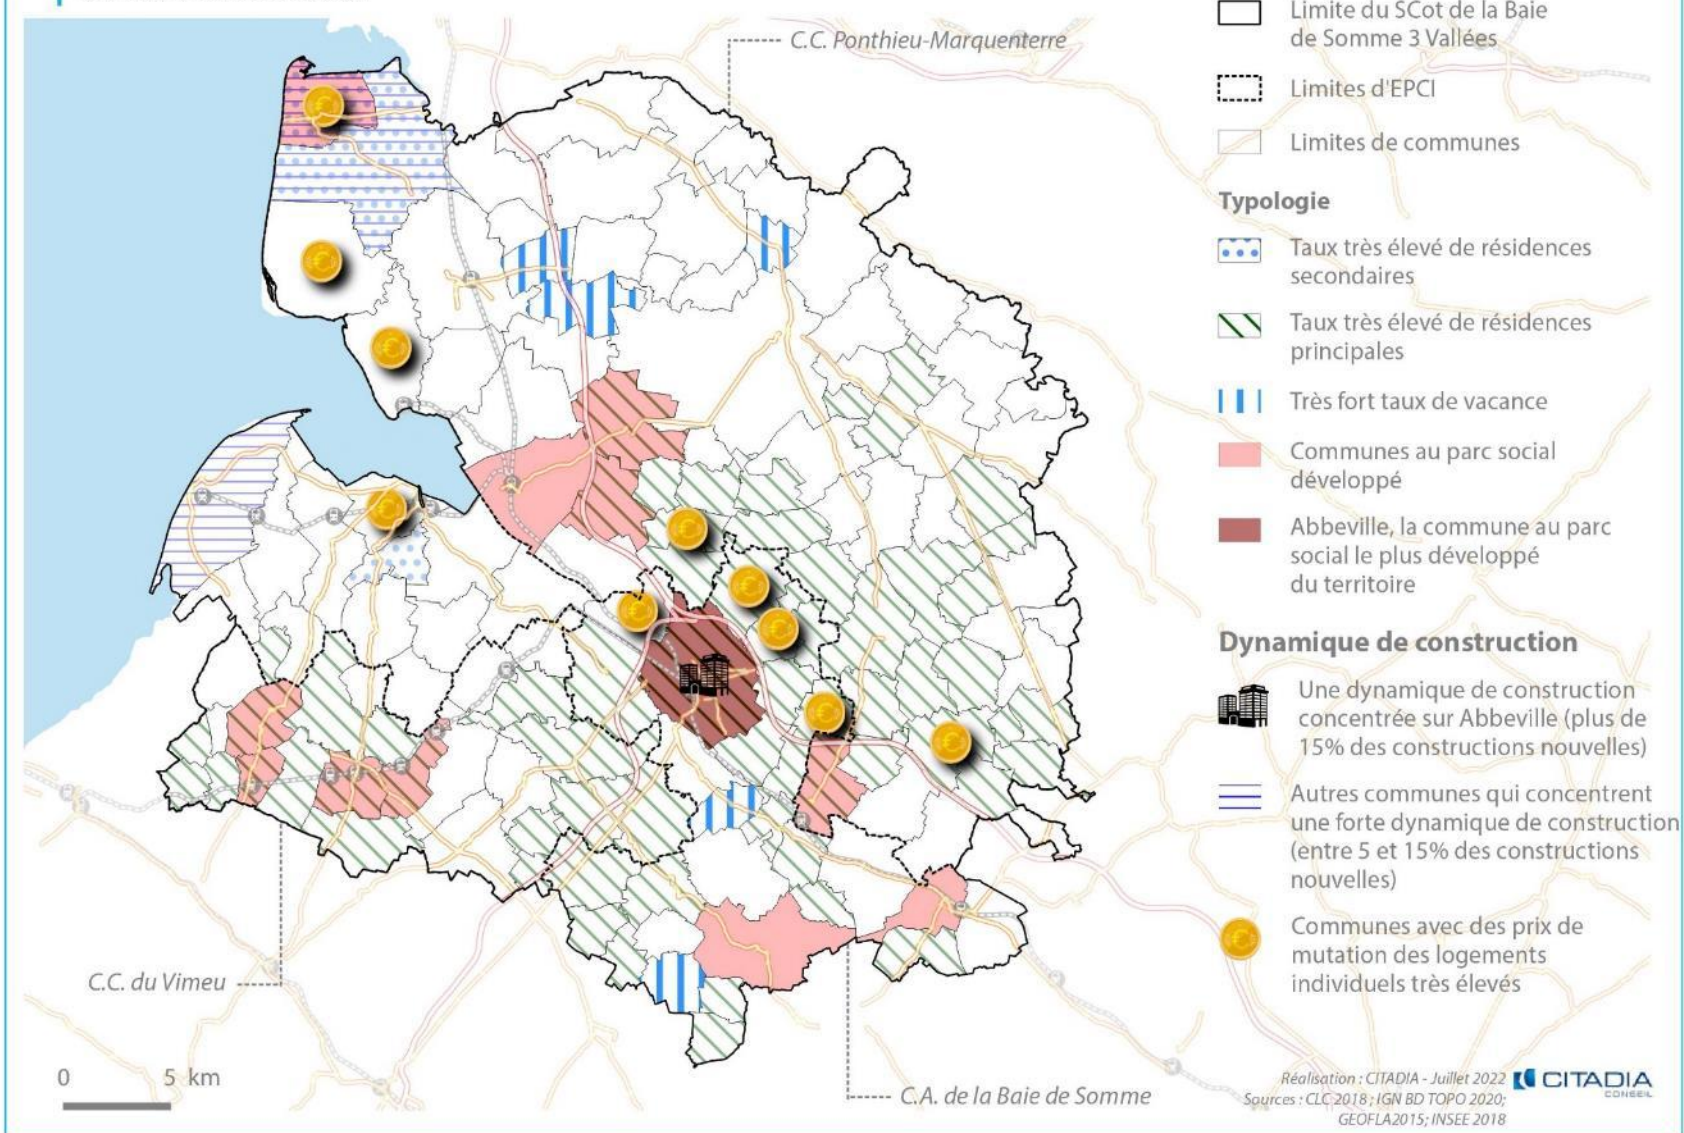 C.C. Ponthieu-Marquenterre
Limite du SCot de la Baie
de Somme 3 Vallées
Limites d'EPCI
Limites de communes
Typologie
Taux très élevé de résidences
secondaires
Taux très élevé de résidences
principales
Très fort taux de vacance
Communes au parc social
développé
Abbeville, la commune au parc
social le plus développé
du territoire
Dynamique de construction
Une dynamique de construction
concentrée sur Abbeville (plus de
15% des constructions nouvelles)
Autres communes qui concentrent
une forte dynamique de construction
(entre 5 et 15% des constructions
nouvelles)
Communes avec des prix de
mutation des logements
individuels très élevés
C.C. du Vimeu
0 5 km
C.A. de la Baie de Somme
Réalisation : CITADIA - Juillet 2022
Sources : CLC 2018 ; IGN BD TOPO 2020;
GEOFLA2015; INSEE 2018
CITADIA
CONSEIL